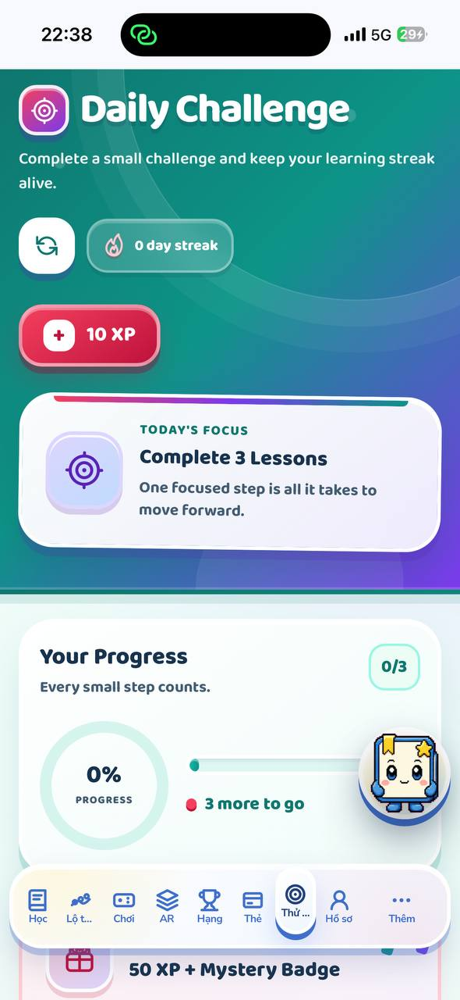 22:38
5G
29
Daily Challenge
Complete a small challenge and keep your learning streak
alive.
0 day streak
+ 10 XP
TODAY'S FOCUS
Complete 3 Lessons
One focused step is all it takes to
move forward.
Your Progress
0/3
Every small step counts.
0%
PROGRESS
3 more to go
Học
Lộ t...
Chơi
AR
Hạng
Thẻ
Thử ...
Hồ sơ
Thêm
50 XP + Mystery Badge